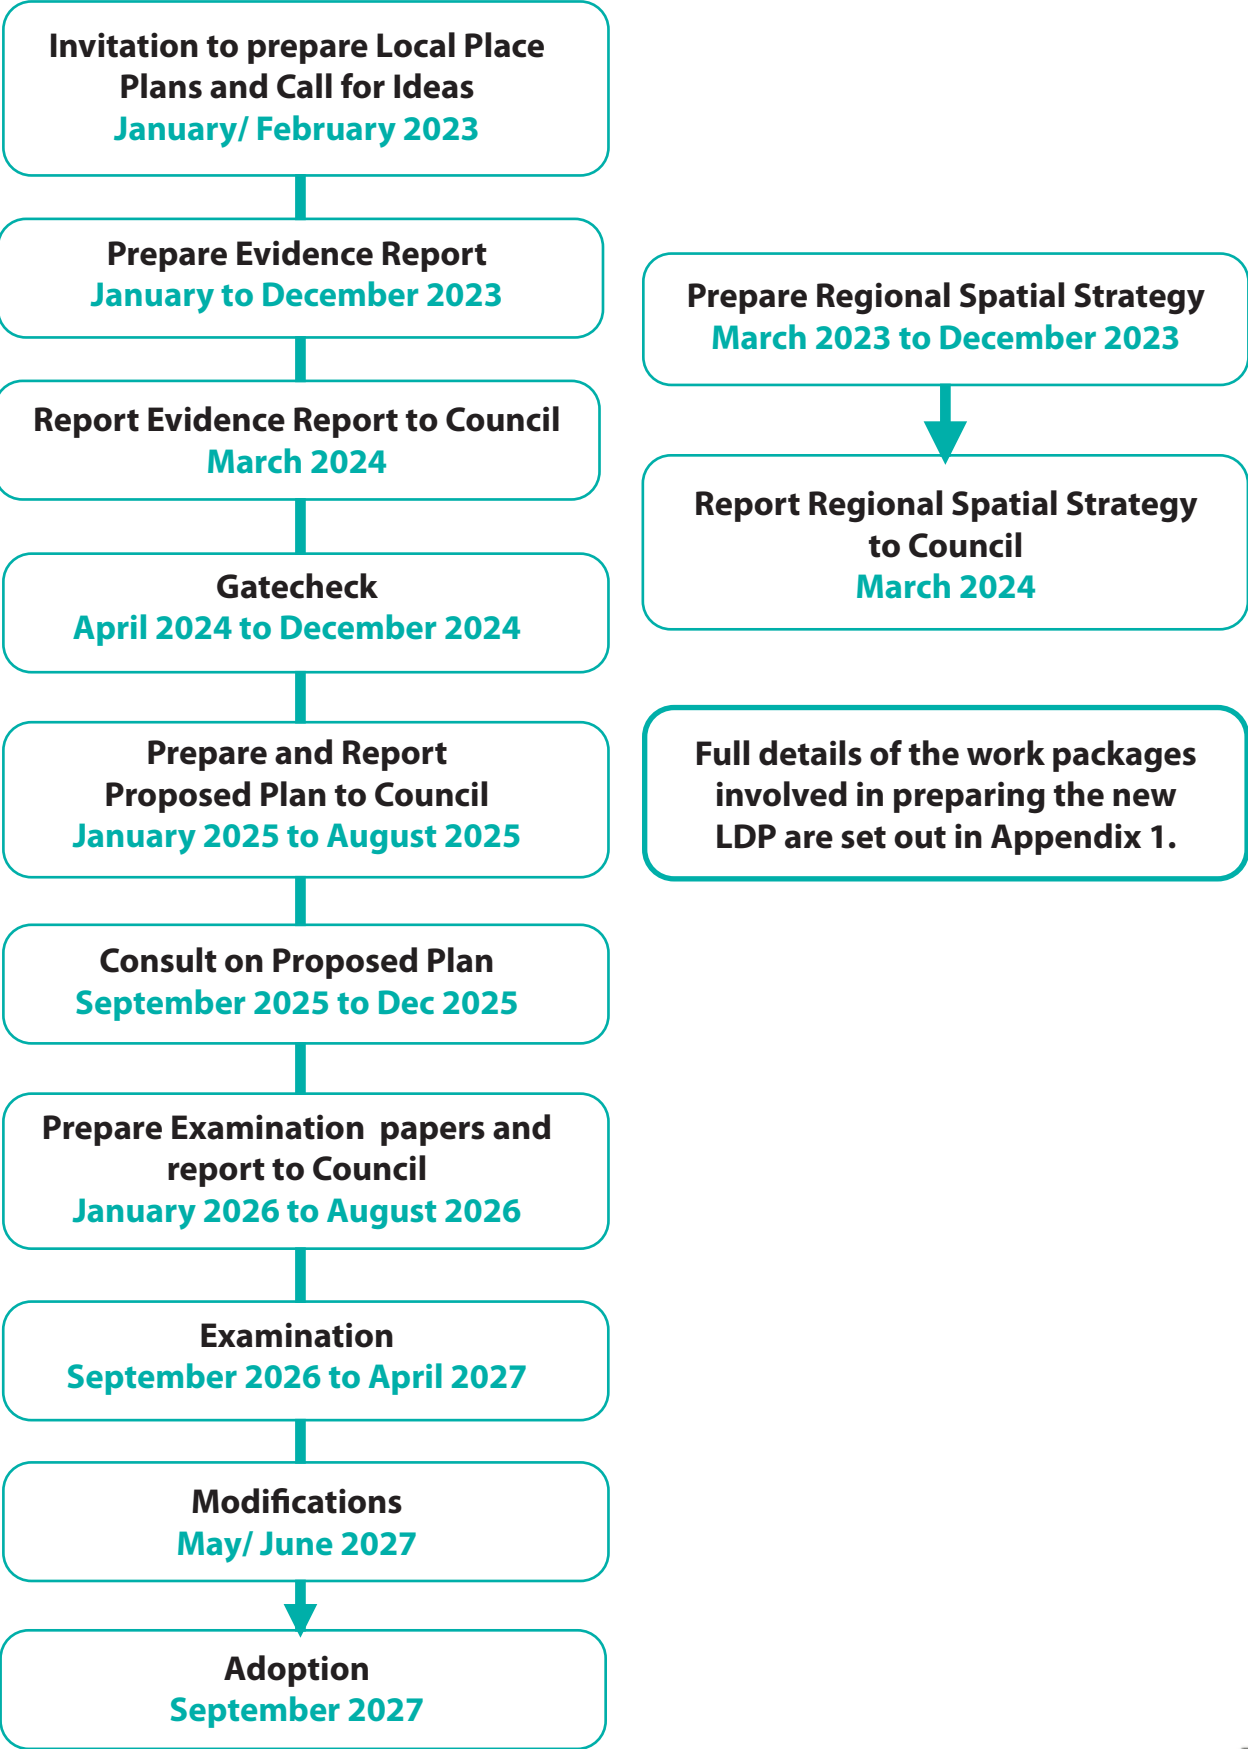 Invitation to prepare Local Place
Plans and Call for Ideas
January/ February 2023
Prepare Evidence Report
January to December 2023
Report Evidence Report to Council
March 2024
Gatecheck
April 2024 to December 2024
Prepare and Report
Proposed Plan to Council
January 2025 to August 2025
Consult on Proposed Plan
September 2025 to Dec 2025
Prepare Examination  papers and
report to Council
January 2026 to August 2026
Examination
September 2026 to April 2027
Modifications
May/ June 2027
Adoption
September 2027
Prepare Regional Spatial Strategy
March 2023 to December 2023
Report Regional Spatial Strategy
to Council
March 2024
Full details of the work packages
involved in preparing the new
LDP are set out in Appendix 1.